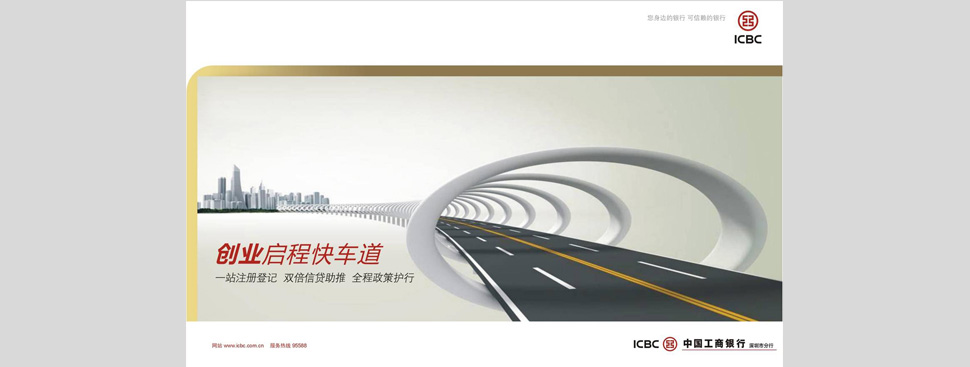 您身边的银行 可信赖的银行
ICBC
创业启程快车道
一站注册登记 双倍信贷助推 全程政策护行
网址 www.icbc.com.cn 服务热线 95588
ICBC 中国工商银行 深圳市分行